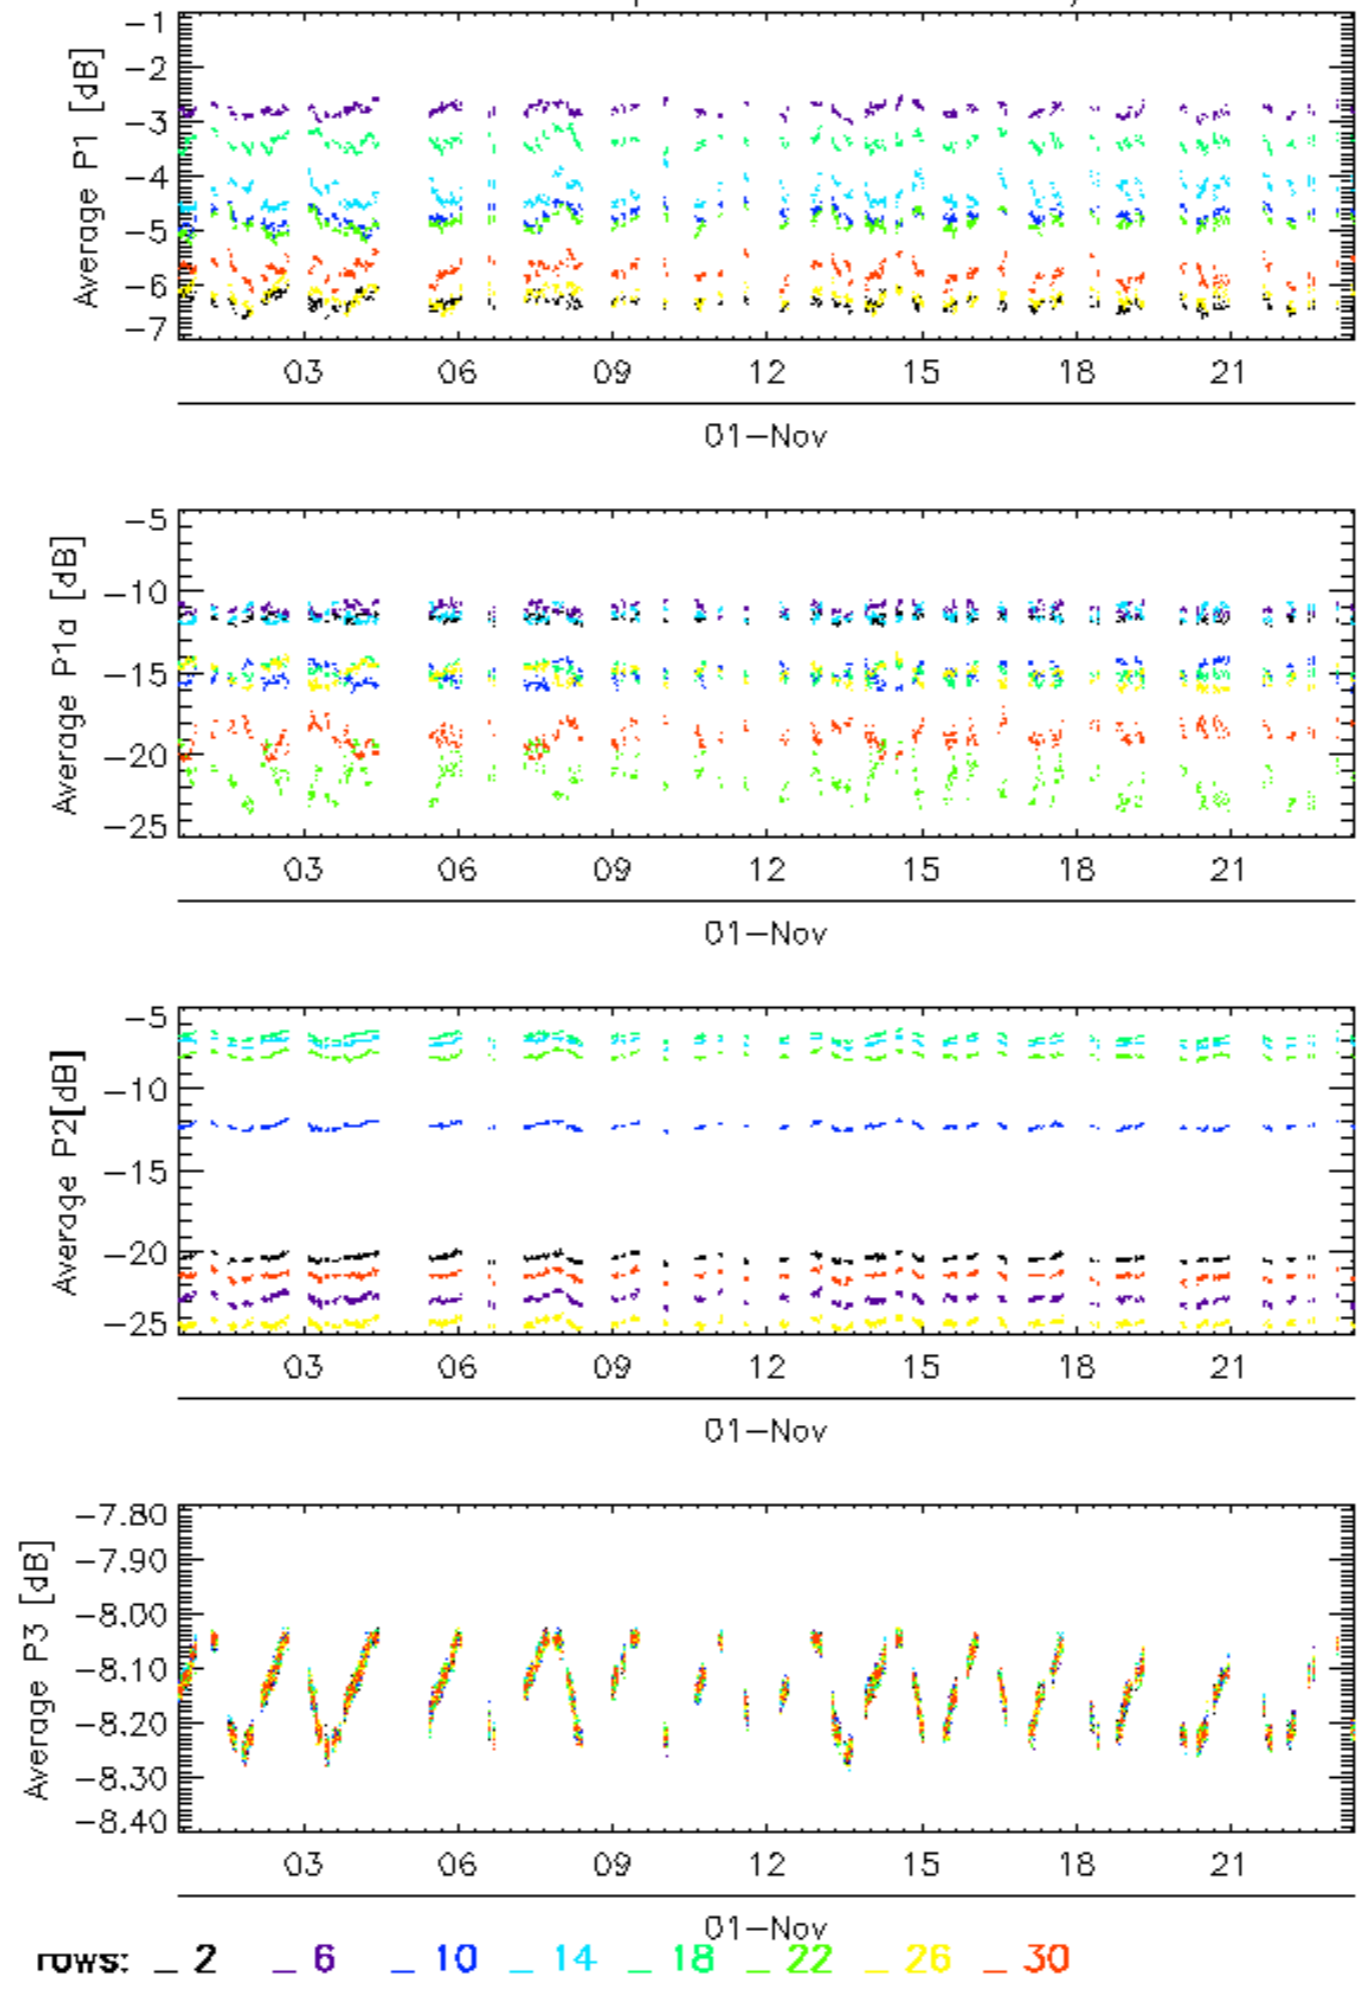 Average P1 [dB]
-1
-2
-3
-4
-5
-6
-7
03 06 09 12 15 18 21
01-Nov
Average P1a [dB]
-5
-10
-15
-20
-25
03 06 09 12 15 18 21
01-Nov
Average P2[dB]
-5
-10
-15
-20
-25
03 06 09 12 15 18 21
01-Nov
Average P3 [dB]
-7.80
-7.90
-8.00
-8.10
-8.20
-8.30
-8.40
03 06 09 12 15 18 21
01-Nov
rows: _ 2 _ 6 _ 10 _ 14 _ 18 _ 22 _ 26 _ 30